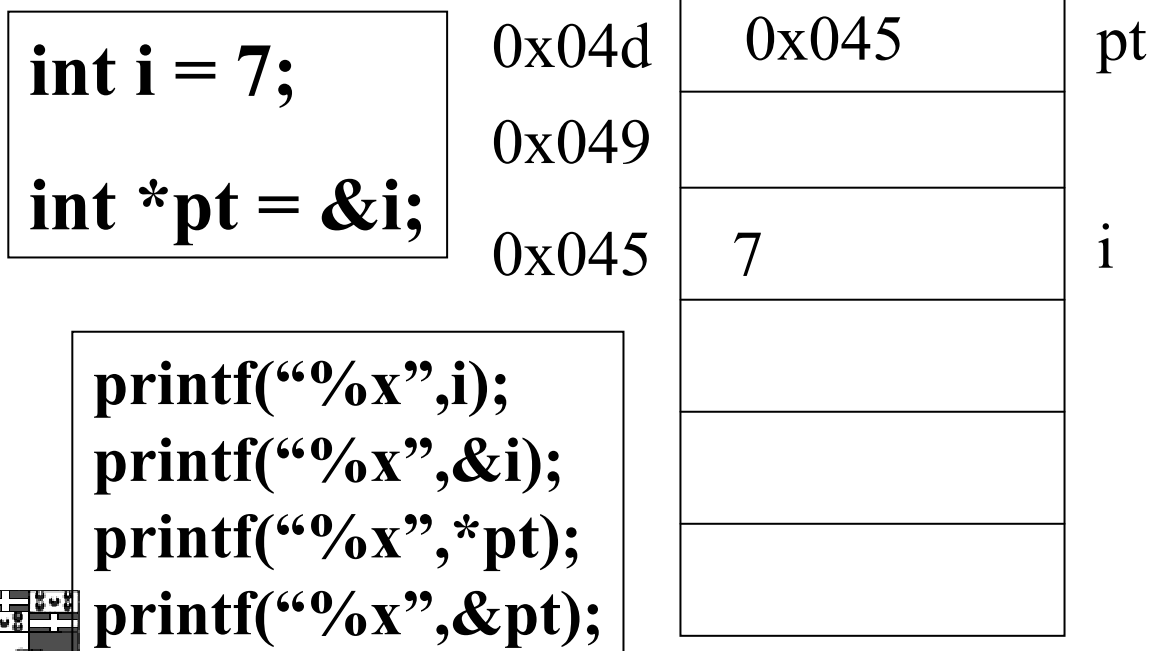 int i = 7;
int *pt = &i;
0x04d 0x045 pt
0x049
0x045 7 i
printf(“%x”,i);
printf(“%x”,&i);
printf(“%x”,*pt);
printf(“%x”,&pt);